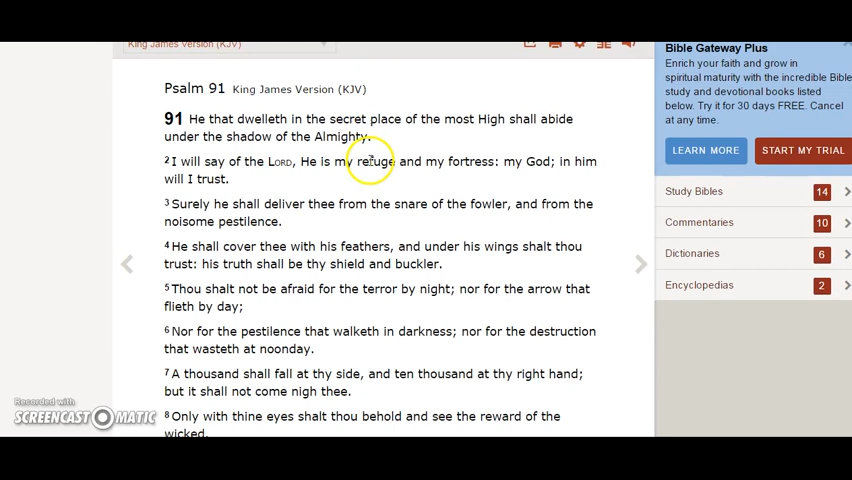 King James Version (KJV)
Psalm 91 King James Version (KJV)
91 He that dwelleth in the secret place of the most High shall abide
under the shadow of the Almighty.
2 I will say of the LORD, He is my refuge and my fortress: my God; in him
will I trust.
3 Surely he shall deliver thee from the snare of the fowler, and from the
noisome pestilence.
4 He shall cover thee with his feathers, and under his wings shalt thou
trust: his truth shall be thy shield and buckler.
5 Thou shalt not be afraid for the terror by night; nor for the arrow that
flieth by day;
6 Nor for the pestilence that walketh in darkness; nor for the destruction
that wasteth at noonday.
7 A thousand shall fall at thy side, and ten thousand at thy right hand;
but it shall not come nigh thee.
8 Only with thine eyes shalt thou behold and see the reward of the
wicked.
Bible Gateway Plus
Enrich your faith and grow in
spiritual maturity with the incredible Bible
study and devotional books listed
below. Try it for 30 days FREE. Cancel
at any time.
LEARN MORE
START MY TRIAL
Study Bibles 14
Commentaries 10
Dictionaries 6
Encyclopedias 2
Recorded with
SCREENCAST MATIC